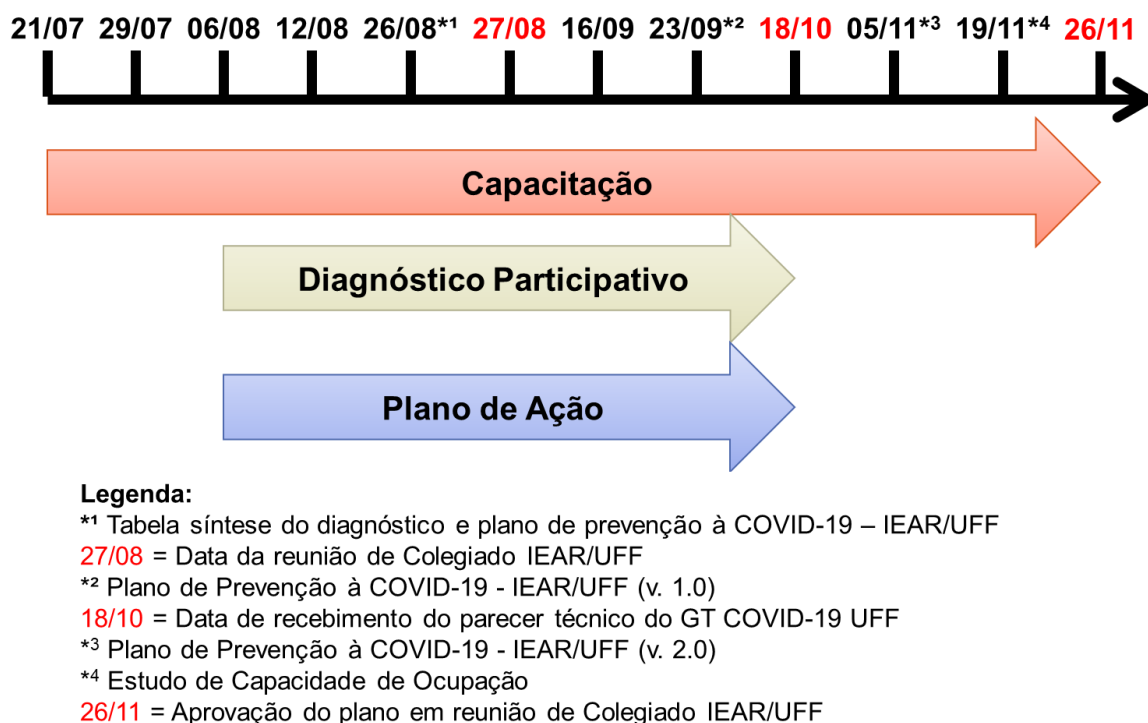 21/07 29/07 06/08 12/08 26/08*¹ 27/08 16/09 23/09*² 18/10 05/11*³ 19/11*⁴ 26/11
Capacitação
Diagnóstico Participativo
Plano de Ação
Legenda:
*¹ Tabela síntese do diagnóstico e plano de prevenção à COVID-19 – IEAR/UFF
27/08 = Data da reunião de Colegiado IEAR/UFF
*² Plano de Prevenção à COVID-19 - IEAR/UFF (v. 1.0)
18/10 = Data de recebimento do parecer técnico do GT COVID-19 UFF
*³ Plano de Prevenção à COVID-19 - IEAR/UFF (v. 2.0)
*⁴ Estudo de Capacidade de Ocupação
26/11 = Aprovação do plano em reunião de Colegiado IEAR/UFF